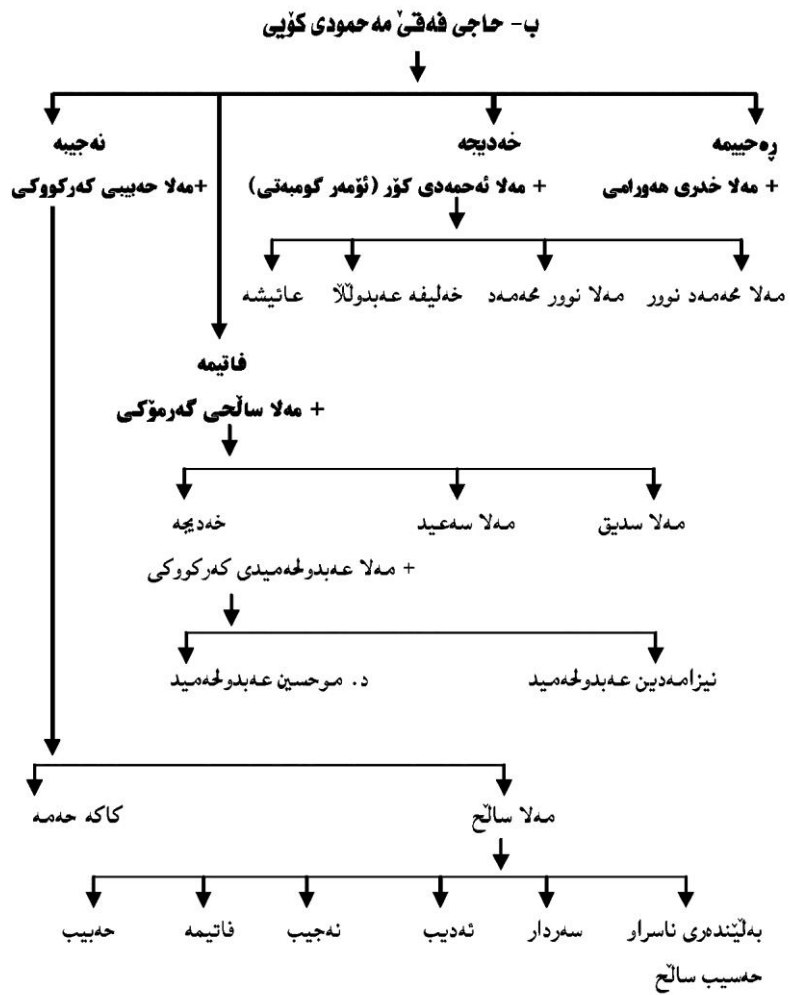 ب- حاجی فەقێ مەحمودی کۆیی
ڕەحییمە
خەدیجە
نەجیبە
+ مەلا خدری هەورامی
+ مەلا ئەحمەدی کۆر (ئۆمەر گومبەتی)
+مەلا حەبیبی کەرکووکی
مەلا محەمەد نوور
مەلا نوور محەمەد
خەلیفە عەبدوڵڵا
عائیشە
فاتیمە
+ مەلا ساڵحی گەرمۆکی
مەلا سدیق
مەلا سەعید
خەدیجە
+ مەلا عەبدولحەمیدی کەرکووکی
نیزامەدین عەبدولحەمید
د. موحسین عەبدولحەمید
مەلا ساڵح
کاکە حەمە
بەڵێندەری ناسراو
حەسیب ساڵح
سەردار
ئەدیب
نەجیب
فاتیمە
حەبیب